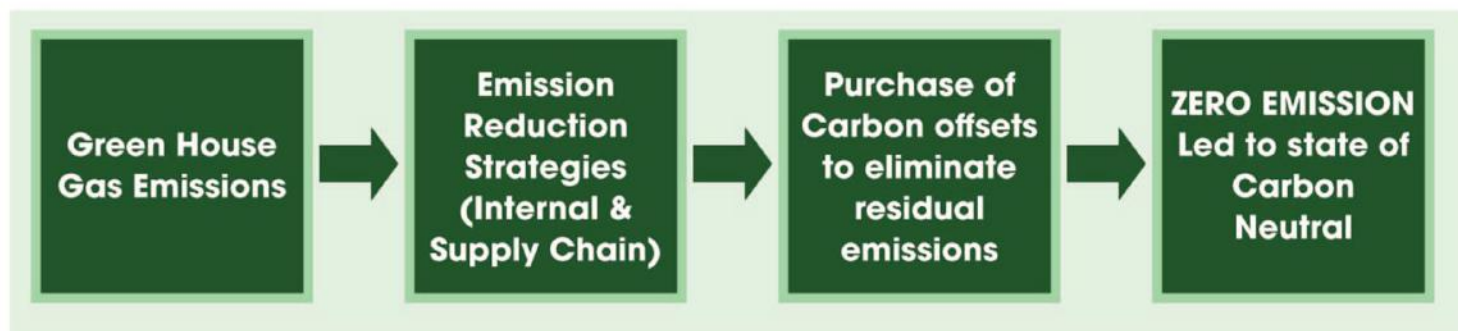 Green House
Gas Emissions
Emission
Reduction
Strategies
(Internal &
Supply Chain)
Purchase of
Carbon offsets
to eliminate
residual
emissions
ZERO EMISSION
Led to state of
Carbon
Neutral